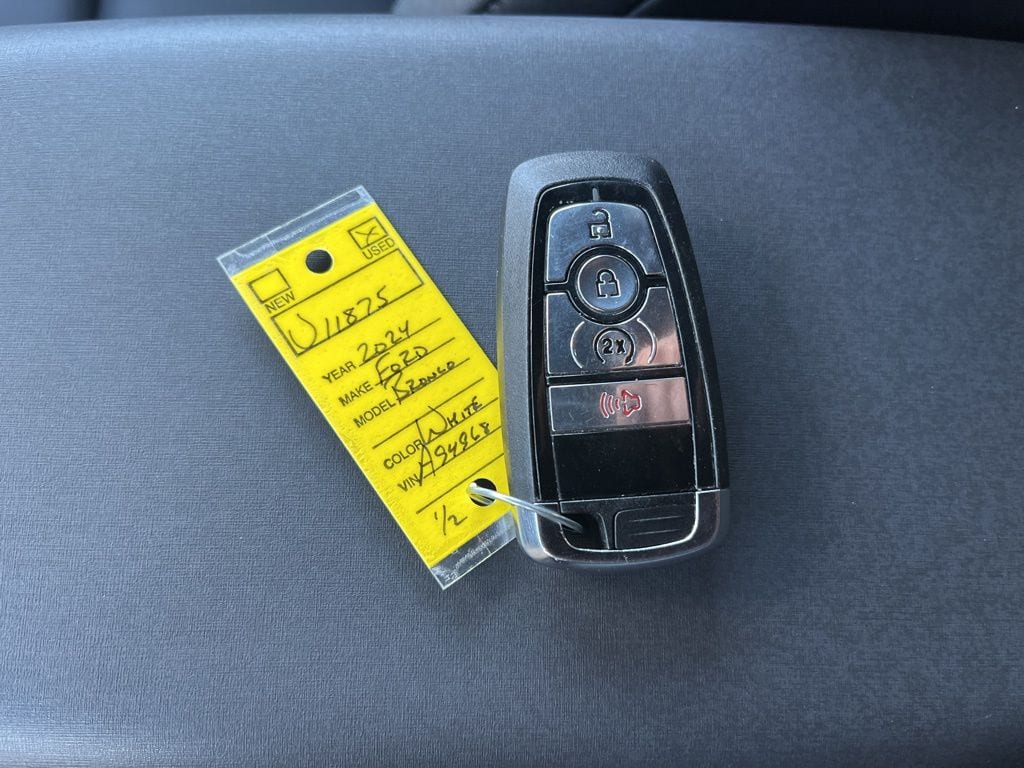 USED
NEW
U11875
YEAR 2024
MAKE FORD
MODEL BRONCO
COLOR WHITE
VIN A94968
1/2
2x